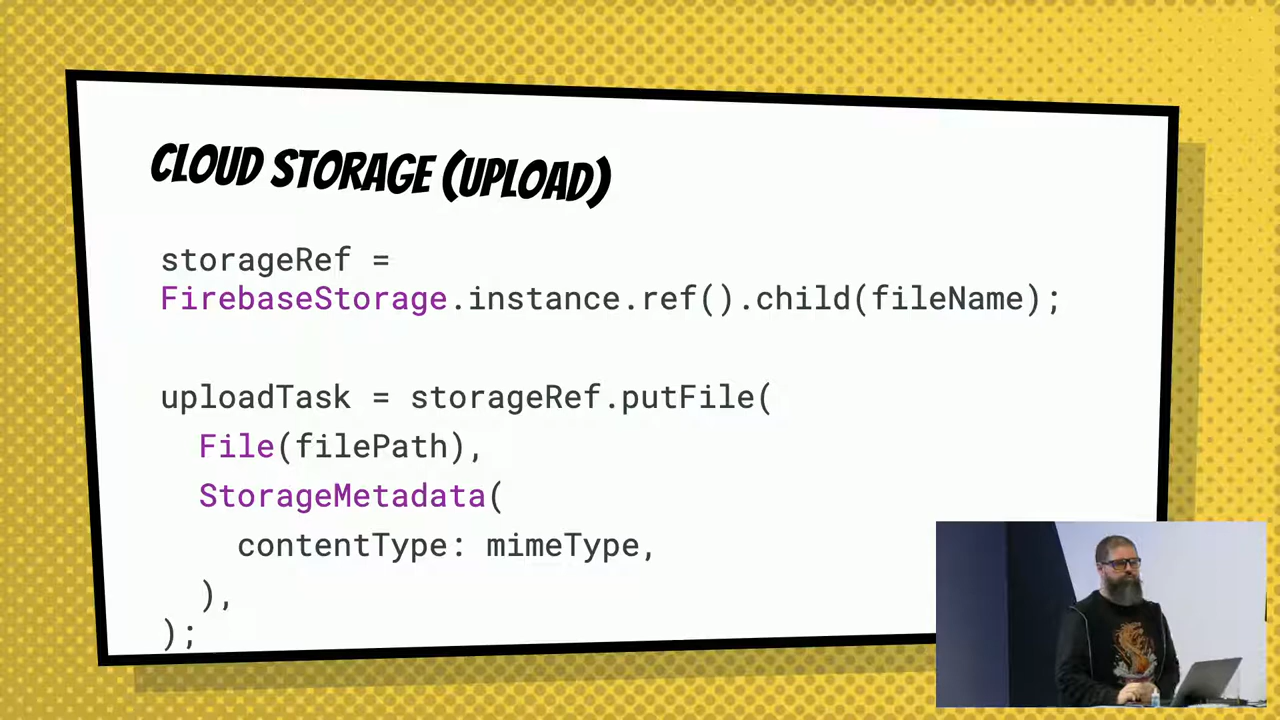 CLOUD STORAGE (UPLOAD)
storageRef =
FirebaseStorage.instance.ref().child(fileName);
uploadTask = storageRef.putFile(
File(filePath),
StorageMetadata(
contentType: mimeType,
),
);